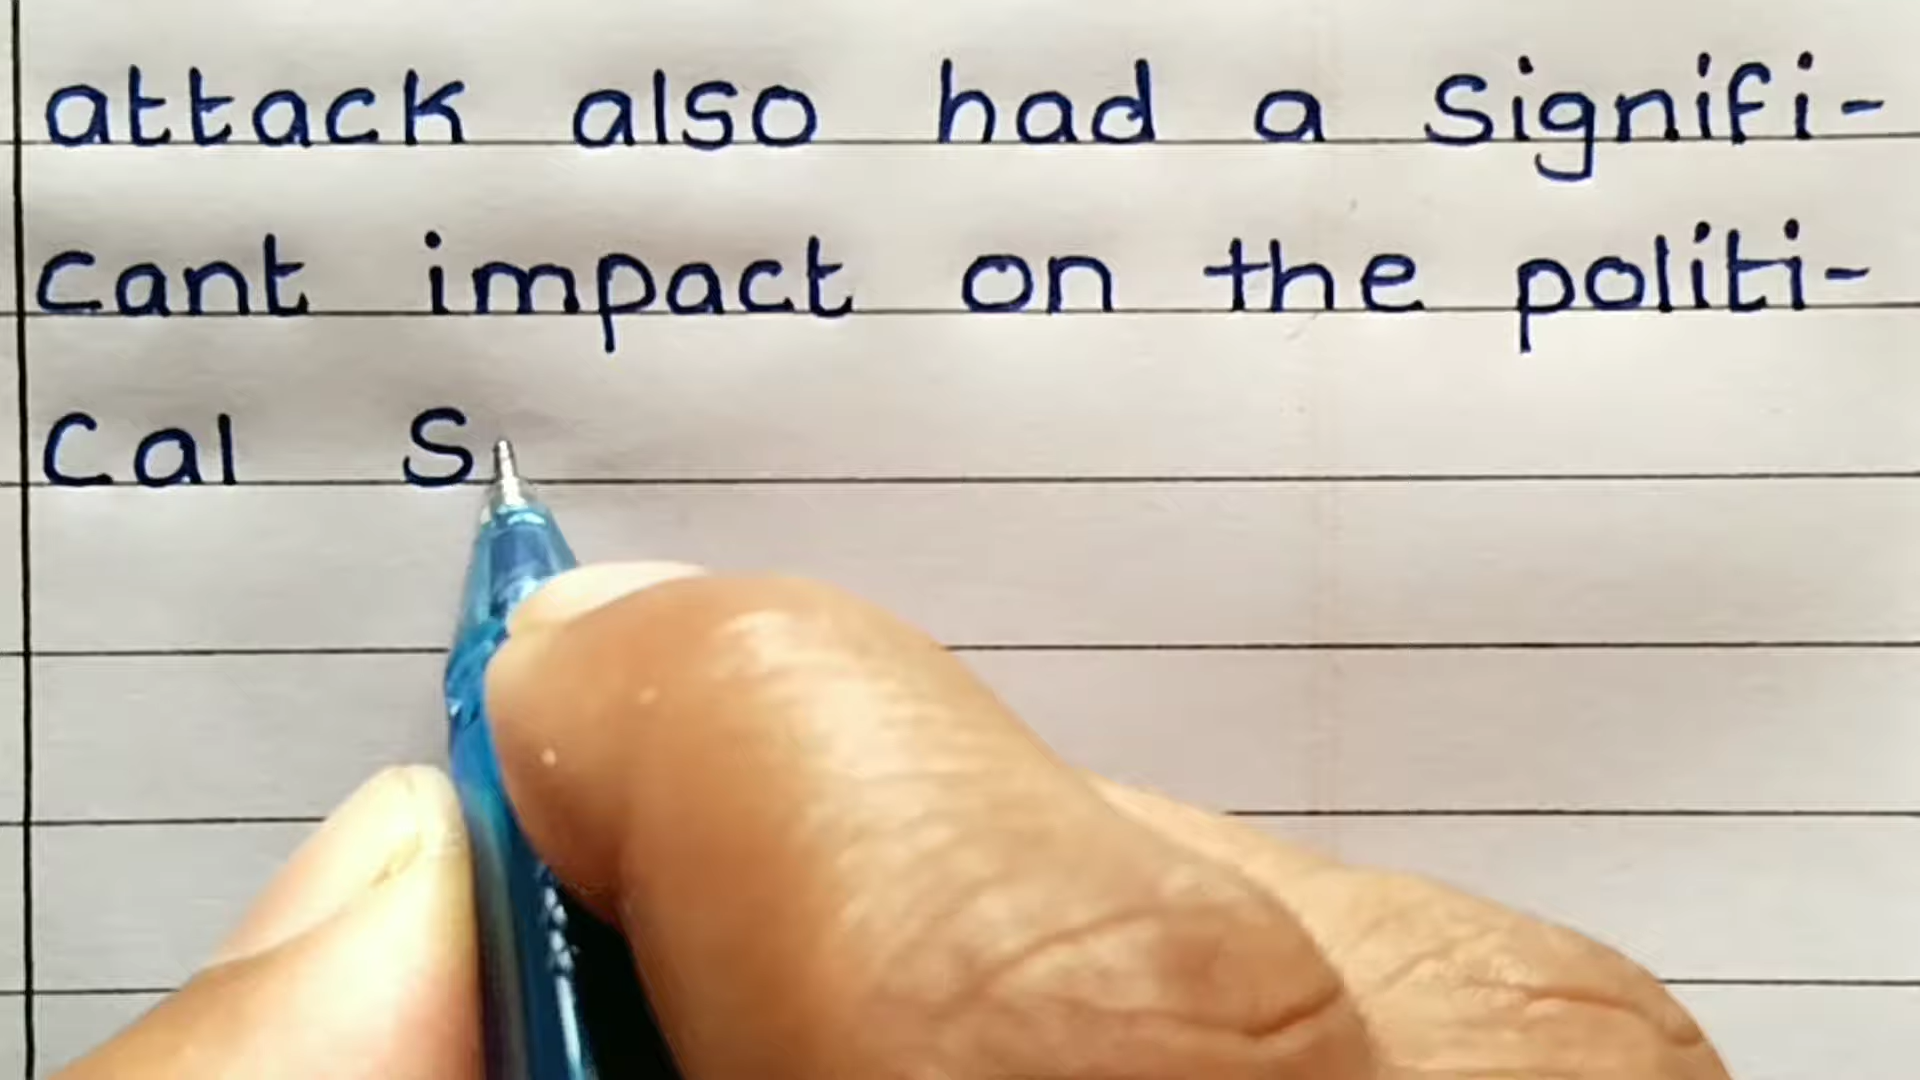 attack also had a signifi-
cant impact on the politi-
cal s